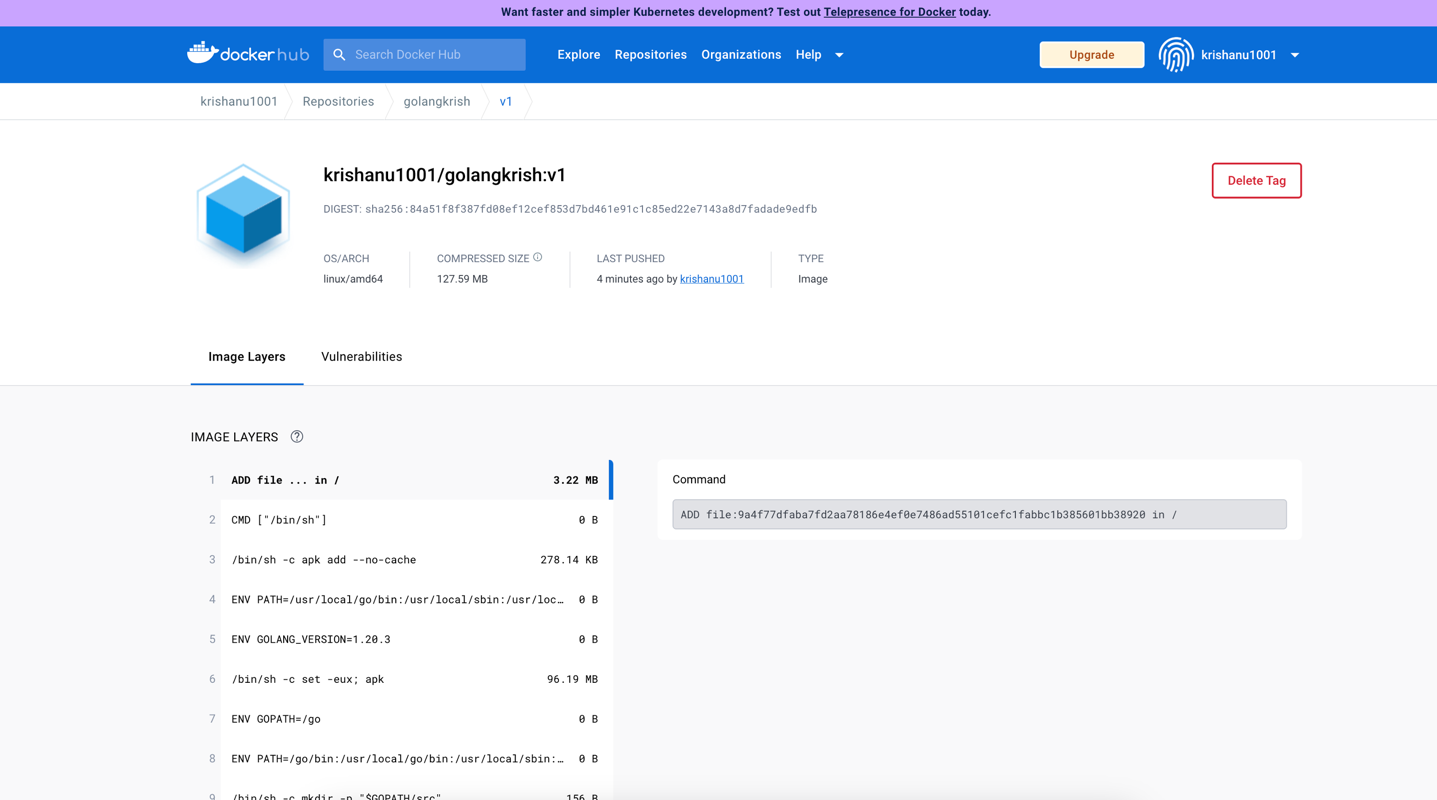 Want faster and simpler Kubernetes development? Test out Telepresence for Docker today.
dockerhub
Search Docker Hub
Explore
Repositories
Organizations
Help
Upgrade
krishanu1001
krishanu1001
Repositories
golangkrish
v1
krishanu1001/golangkrish:v1
Delete Tag
DIGEST: sha256:84a51f8f387fd08ef12cef853d7bd461e91c1c85ed22e7143a8d7fadade9edfb
OS/ARCH
linux/amd64
COMPRESSED SIZE
127.59 MB
LAST PUSHED
4 minutes ago by krishanu1001
TYPE
Image
Image Layers
Vulnerabilities
IMAGE LAYERS
1 ADD file ... in / 3.22 MB
2 CMD ["/bin/sh"] 0 B
3 /bin/sh -c apk add --no-cache 278.14 KB
4 ENV PATH=/usr/local/go/bin:/usr/local/sbin:/usr/loc… 0 B
5 ENV GOLANG_VERSION=1.20.3 0 B
6 /bin/sh -c set -eux; apk 96.19 MB
7 ENV GOPATH=/go 0 B
8 ENV PATH=/go/bin:/usr/local/go/bin:/usr/local/sbin:… 0 B
9 /bin/sh -c mkdir -p "$GOPATH/src" 156 B
Command
ADD file:9a4f77dfaba7fd2aa78186e4ef0e7486ad55101cefc1fabbc1b385601bb38920 in /